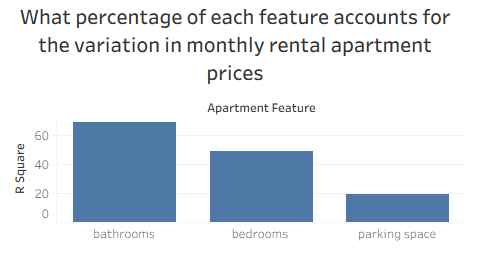 What percentage of each feature accounts for
the variation in monthly rental apartment
prices
Apartment Feature
R Square
60
40
20
0
bathrooms
bedrooms
parking space